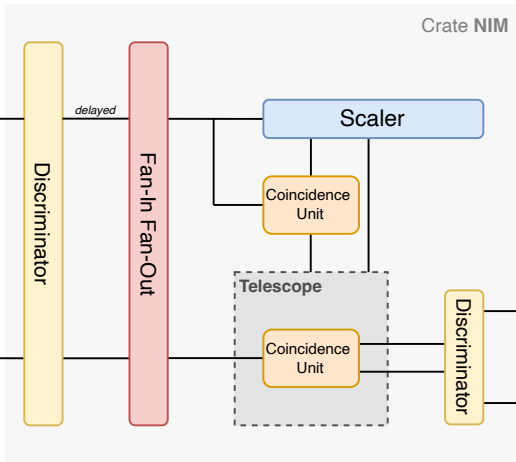 Crate NIM
delayed
Scaler
Discriminator
Fan-In Fan-Out
Coincidence
Unit
Telescope
Coincidence
Unit
Discriminator